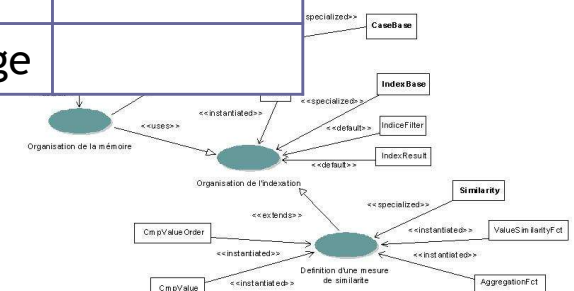 specialized>>
CaseBase
ge
IndexBase
<<specialized>>
<<instantiated>>
<<uses>>
<<default>>
IndiceFilter
Organisation de la mémoire
<<default>>
IndexResult
Organisation de l'indexation
Similarity
<<specialized>>
<<extends>>
CmpValueOrder
<<instantiated>>
ValueSimilarityFct
<<instantiated>>
<<instantiated>>
Definition d'une mesure
de similarite
CmpValue
<<instantiated>>
AggregationFct